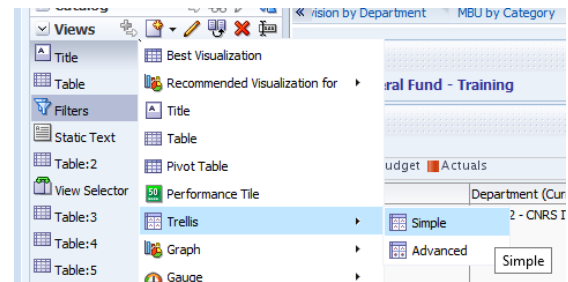 Views
Title
Table
Filters
Static Text
Table:2
View Selector
Table:3
Table:4
Table:5
Best Visualization
Recommended Visualization for
Title
Table
Pivot Table
50 Performance Tile
Trellis
Graph
Gauge
Simple
Advanced
Simple
ision by Department
MBU by Category
eral Fund - Training
udget Actuals
Department (Cur
2 - CNRS I